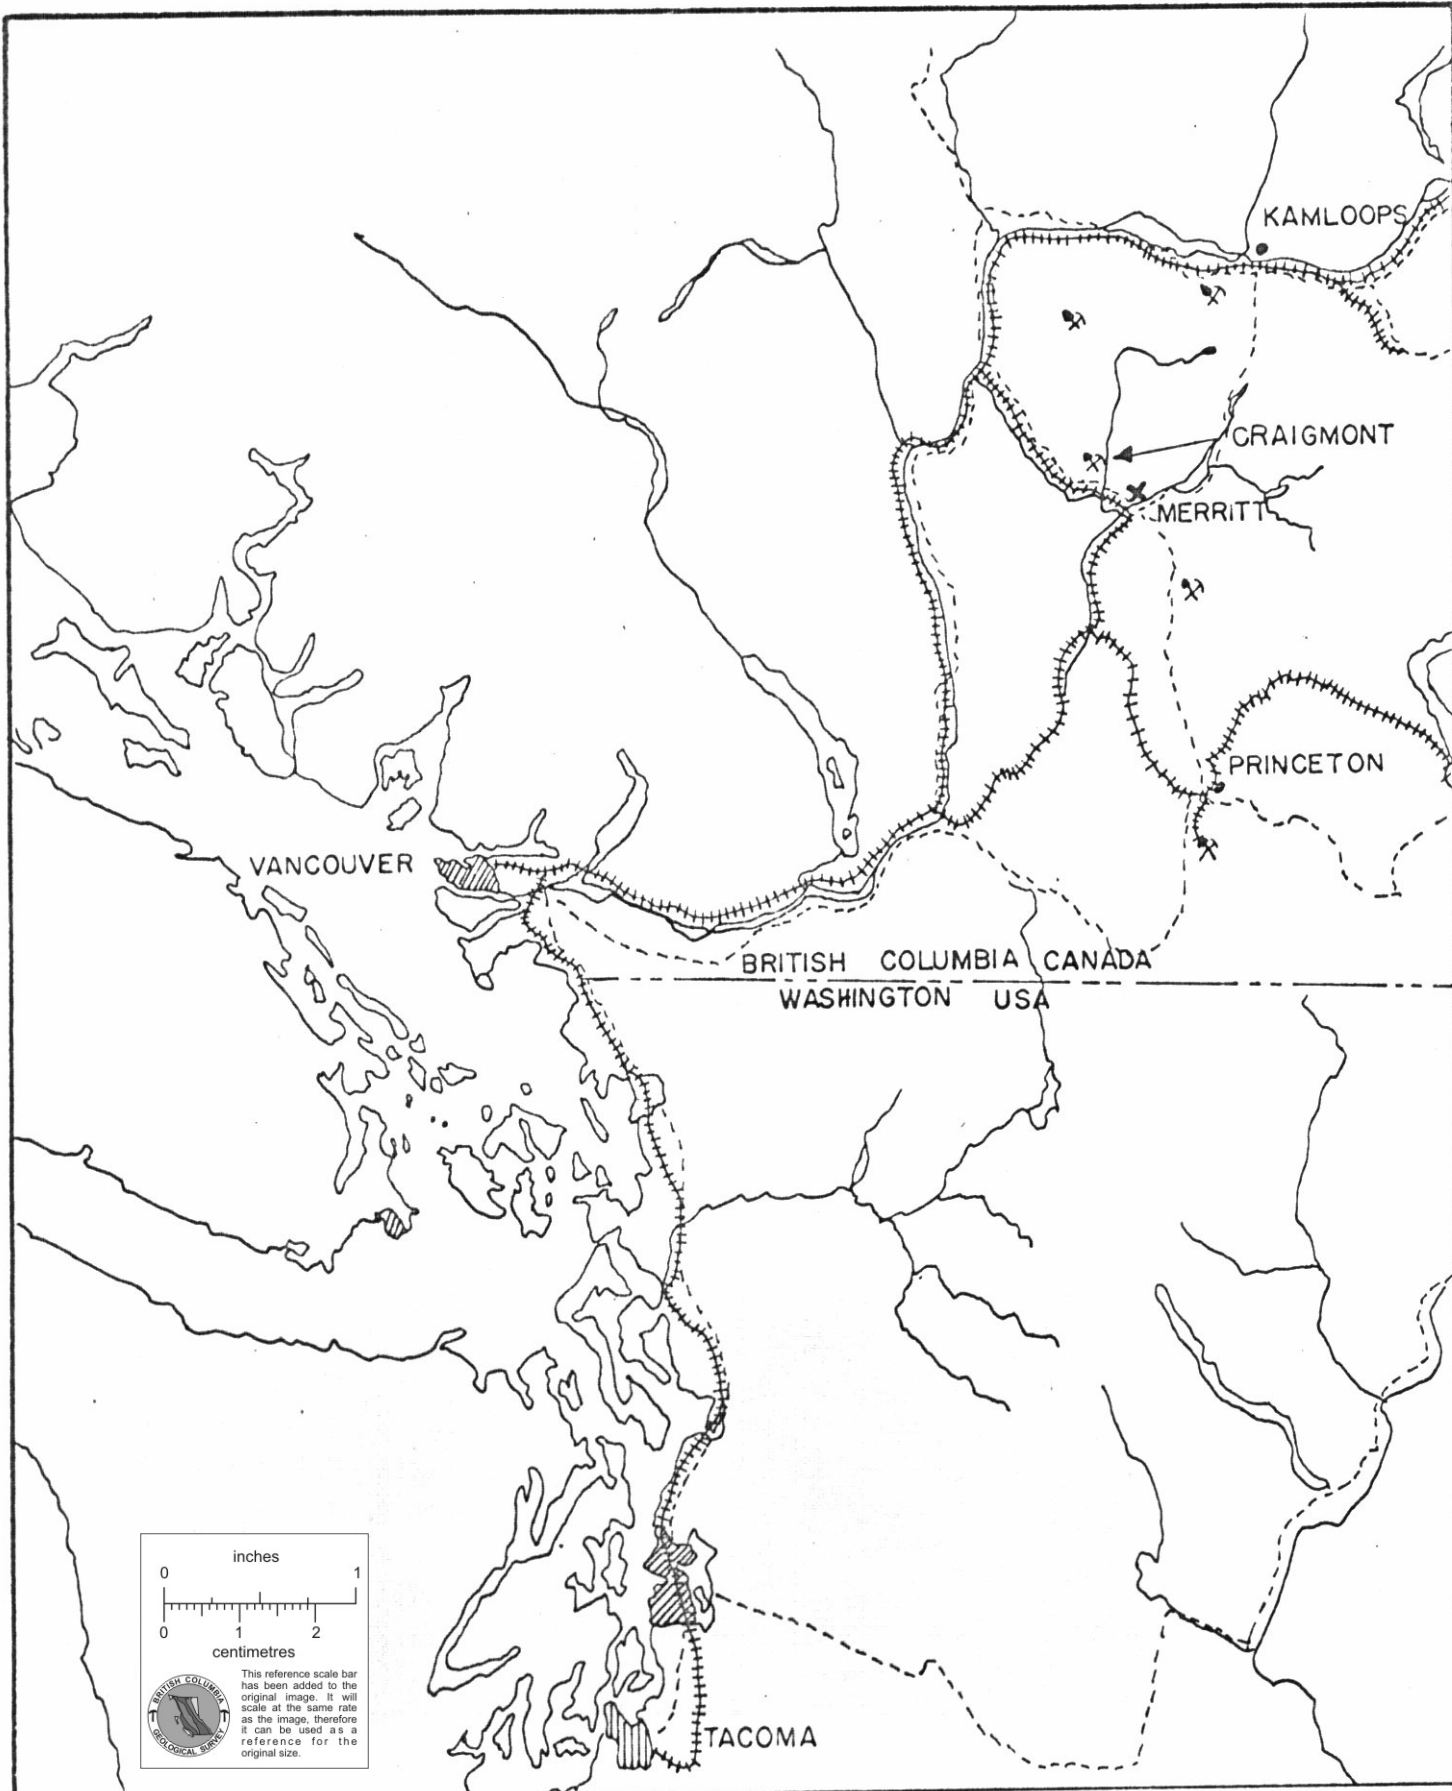 KAMLOOPS
CRAIGMONT
MERRITT
PRINCETON
VANCOUVER
BRITISH COLUMBIA CANADA
WASHINGTON USA
inches
0 1
0 1 2
centimetres
This reference scale bar
has been added to the
original image. It will
scale at the same rate
as the image, therefore
it can be used as a
reference for the
original size.
BRITISH COLUMBIA
GEOLOGICAL SURVEY
TACOMA